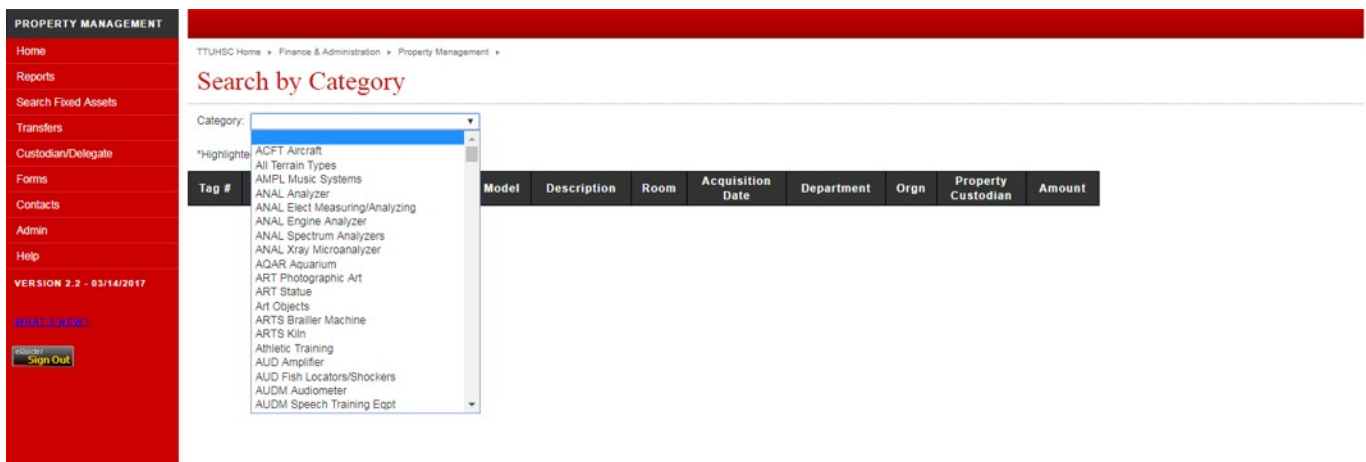 PROPERTY MANAGEMENT
Home
Reports
Search Fixed Assets
Transfers
Custodian/Delegate
Forms
Contacts
Admin
Help
VERSION 2.2 - 03/14/2017
WHAT'S NEW?
Sign Out
TTUHSC Home ▸ Finance & Administration ▸ Property Management ▸
Search by Category
Category:
*Highlighte
ACFT Aircraft
All Terrain Types
AMPL Music Systems
ANAL Analyzer
ANAL Elect Measuring/Analyzing
ANAL Engine Analyzer
ANAL Spectrum Analyzers
ANAL Xray Microanalyzer
AQAR Aquarium
ART Photographic Art
ART Statue
Art Objects
ARTS Brailler Machine
ARTS Kiln
Athletic Training
AUD Amplifier
AUD Fish Locators/Shockers
AUDM Audiometer
AUDM Speech Training Eqpt
Tag # Model Description Room Acquisition Date Department Orgn Property Custodian Amount